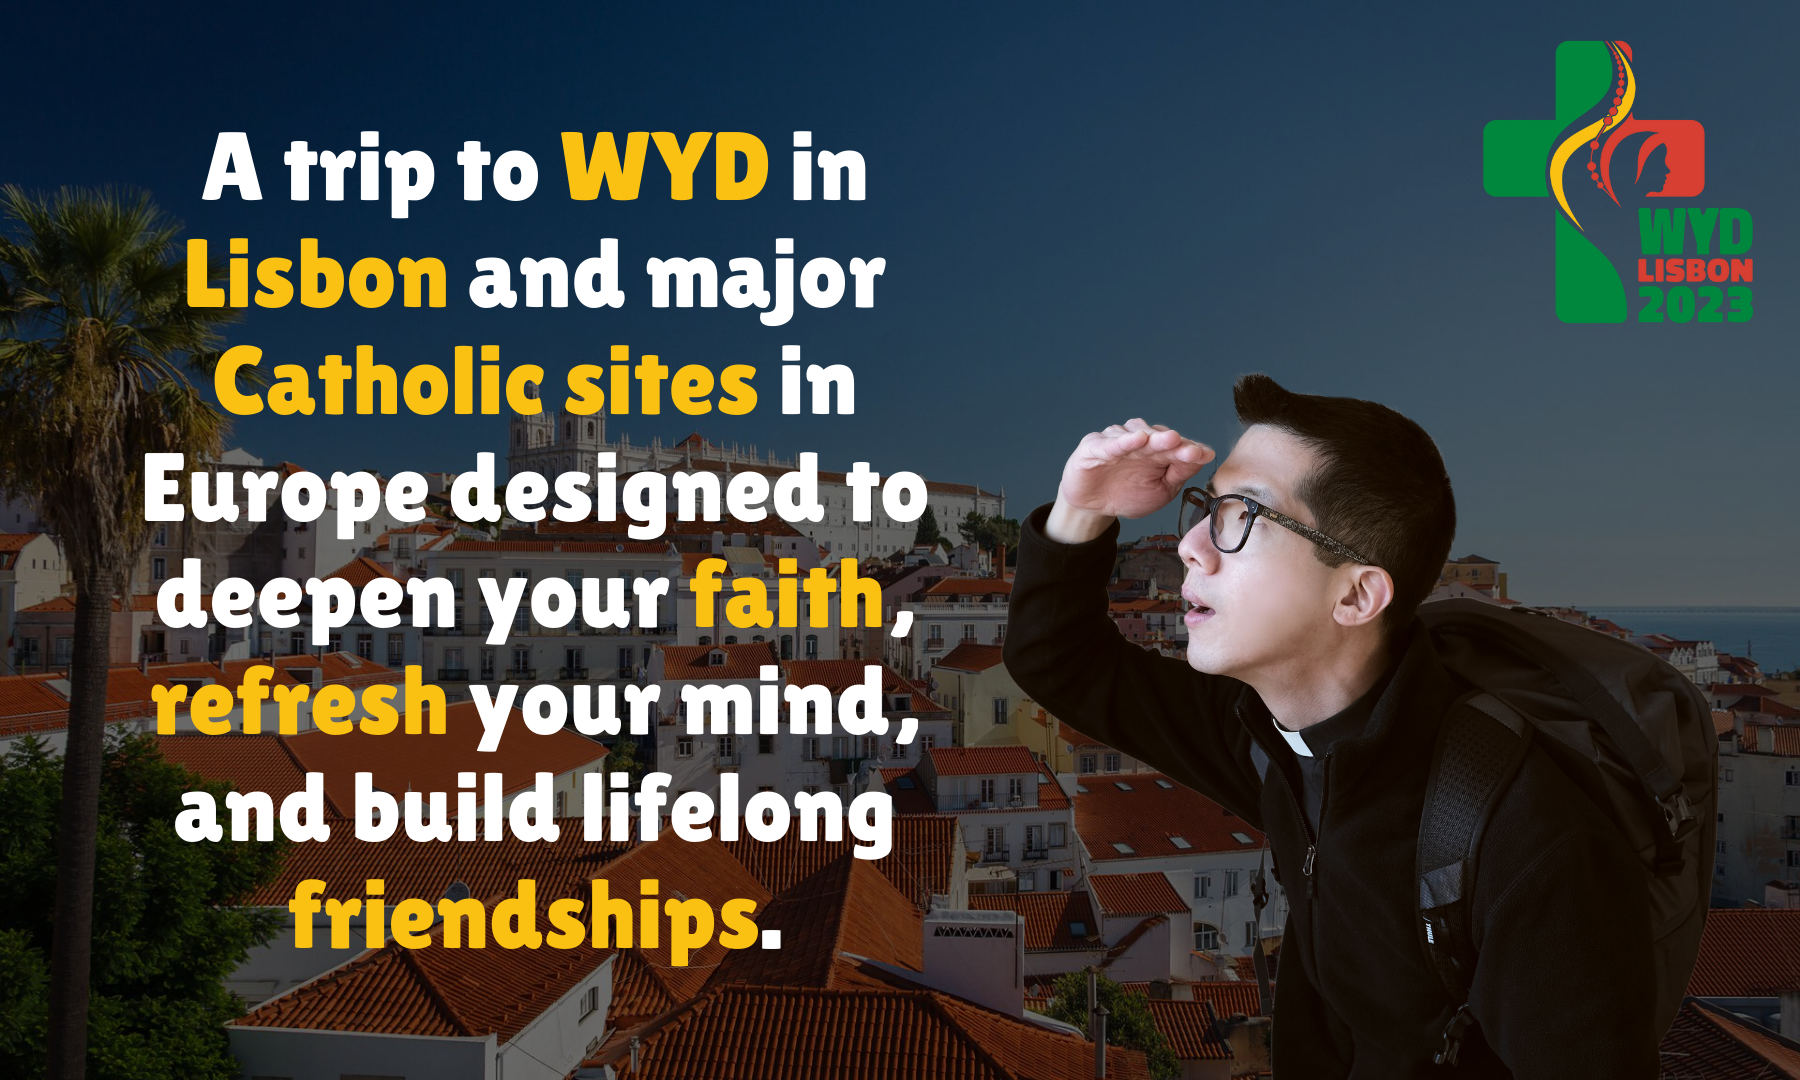 A trip to WYD in
Lisbon and major
Catholic sites in
Europe designed to
deepen your faith,
refresh your mind,
and build lifelong
friendships.
WYD
LISBON
2023
THULE